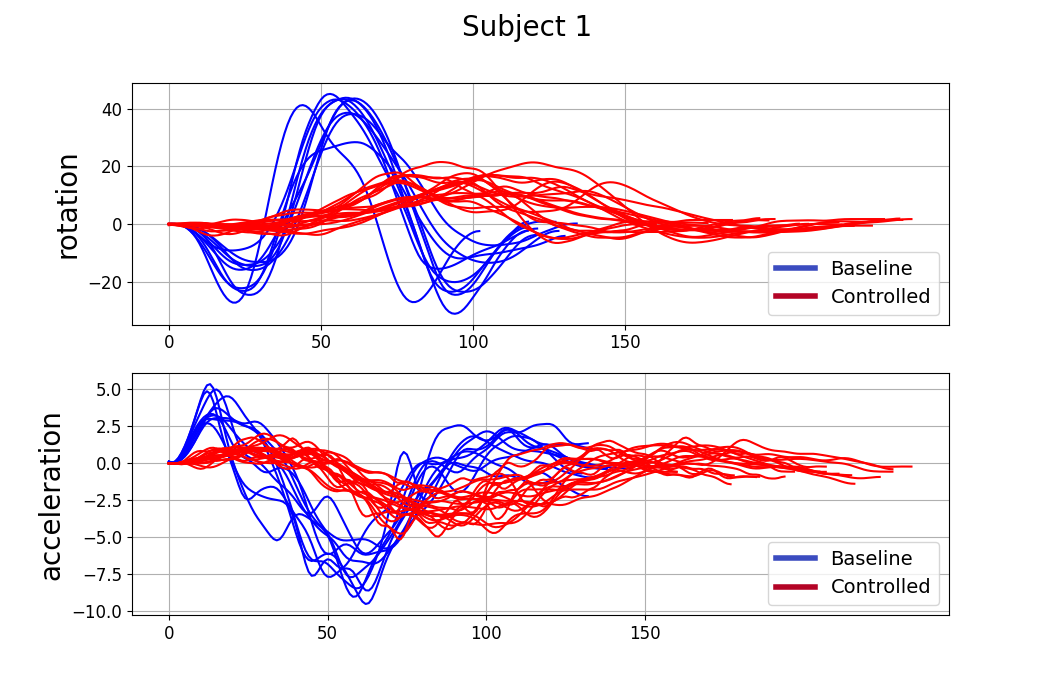 Subject 1
rotation
40
20
0
−20
0 50 100 150
Baseline
Controlled
acceleration
5.0
2.5
0.0
−2.5
−5.0
−7.5
−10.0
0 50 100 150
Baseline
Controlled